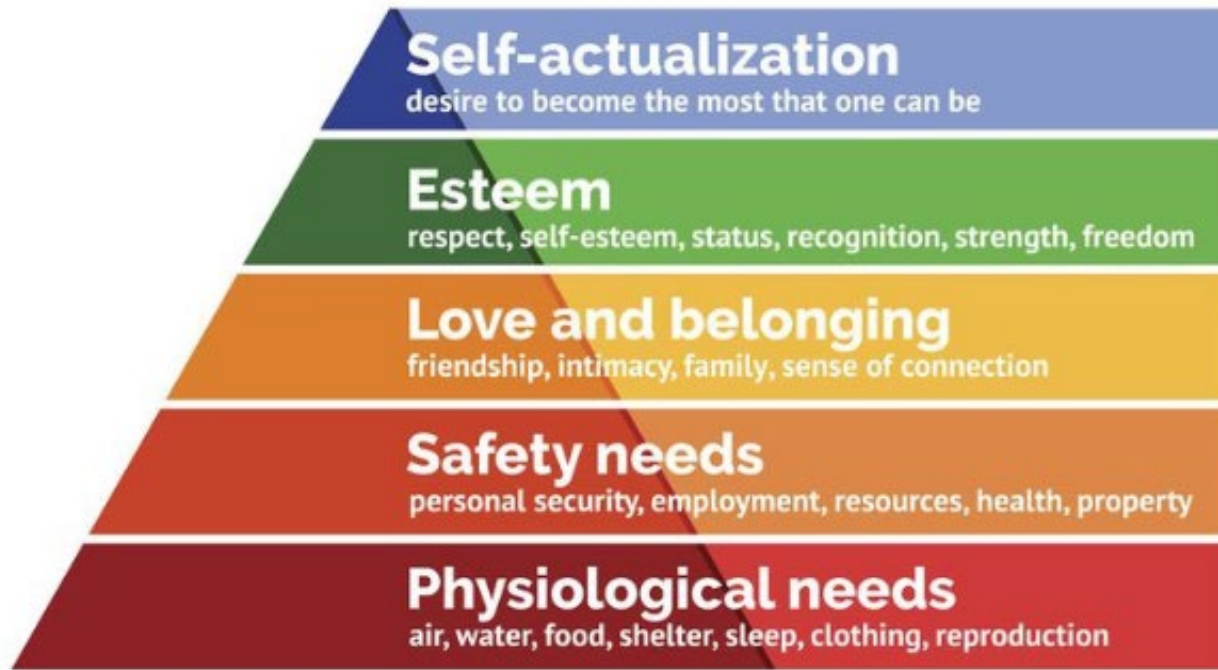 Self-actualization
desire to become the most that one can be
Esteem
respect, self-esteem, status, recognition, strength, freedom
Love and belonging
friendship, intimacy, family, sense of connection
Safety needs
personal security, employment, resources, health, property
Physiological needs
air, water, food, shelter, sleep, clothing, reproduction